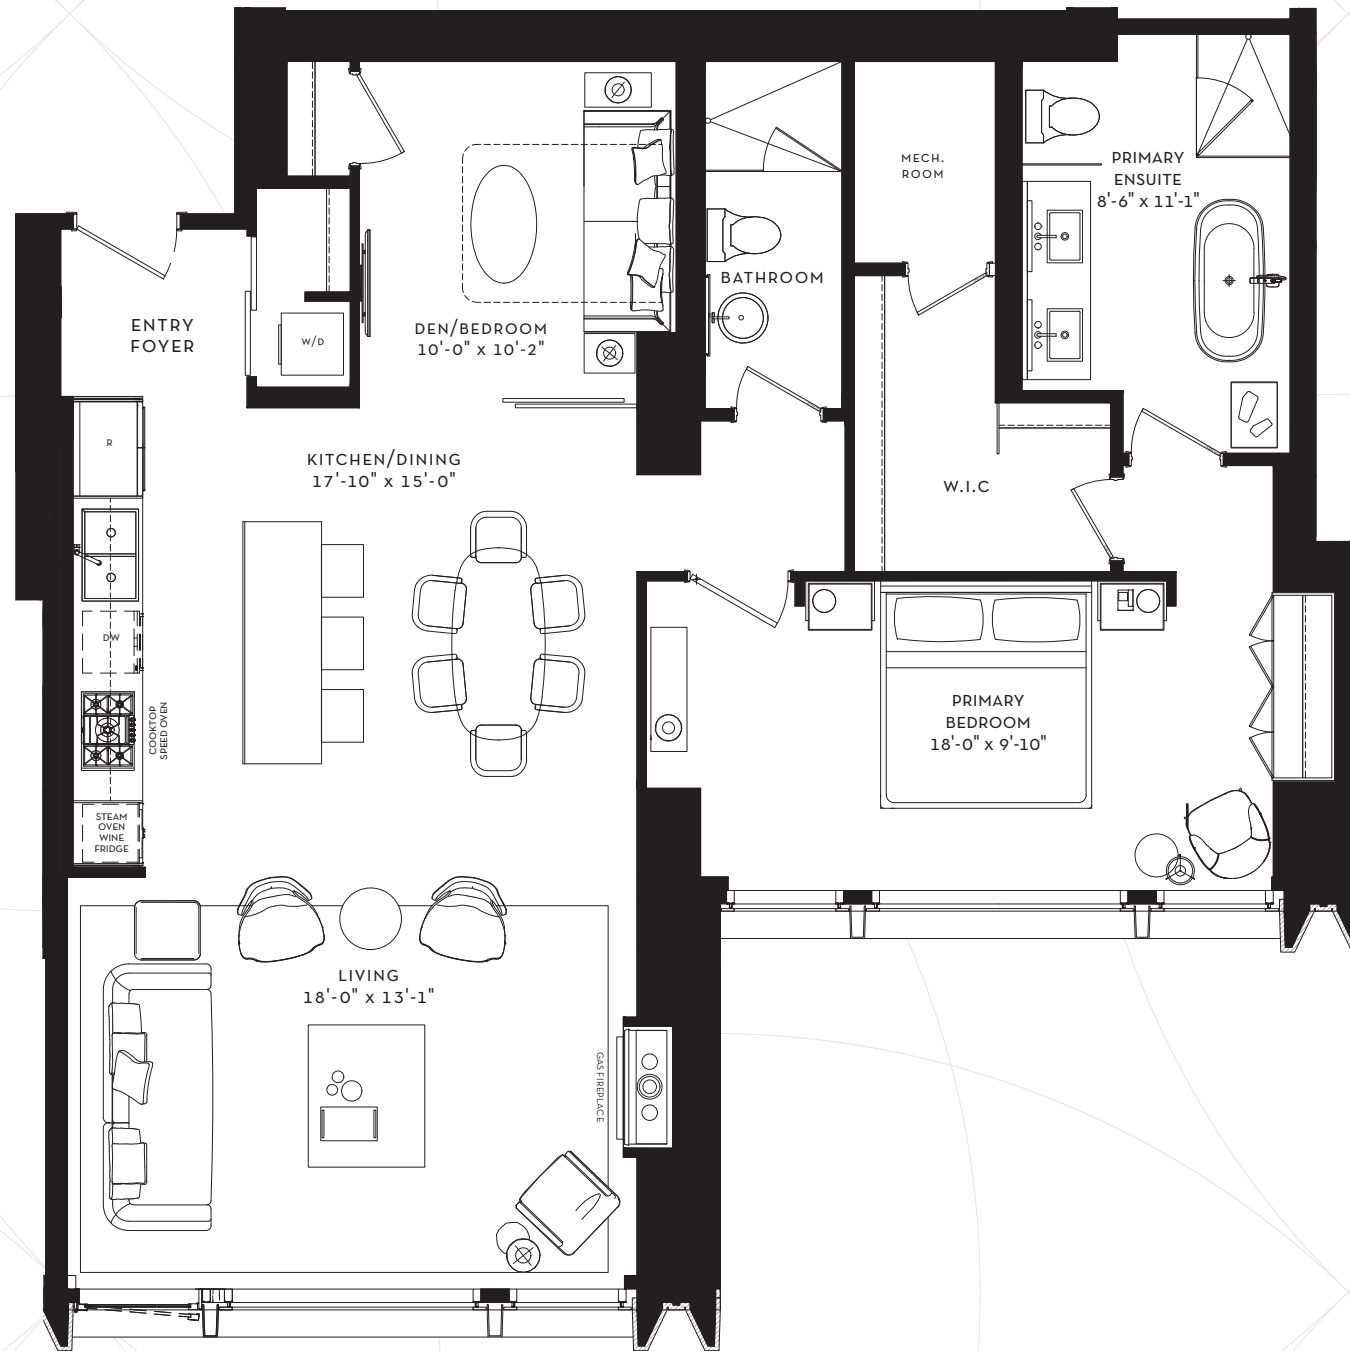 MECH.
ROOM
PRIMARY
ENSUITE
8'-6" x 11'-1"
BATHROOM
ENTRY
FOYER
W/D
DEN/BEDROOM
10'-0" x 10'-2"
R
KITCHEN/DINING
17'-10" x 15'-0"
W.I.C
DW
COOKTOP
SPEED OVEN
PRIMARY
BEDROOM
18'-0" x 9'-10"
STEAM
OVEN
WINE
FRIDGE
LIVING
18'-0" x 13'-1"
GAS FIREPLACE